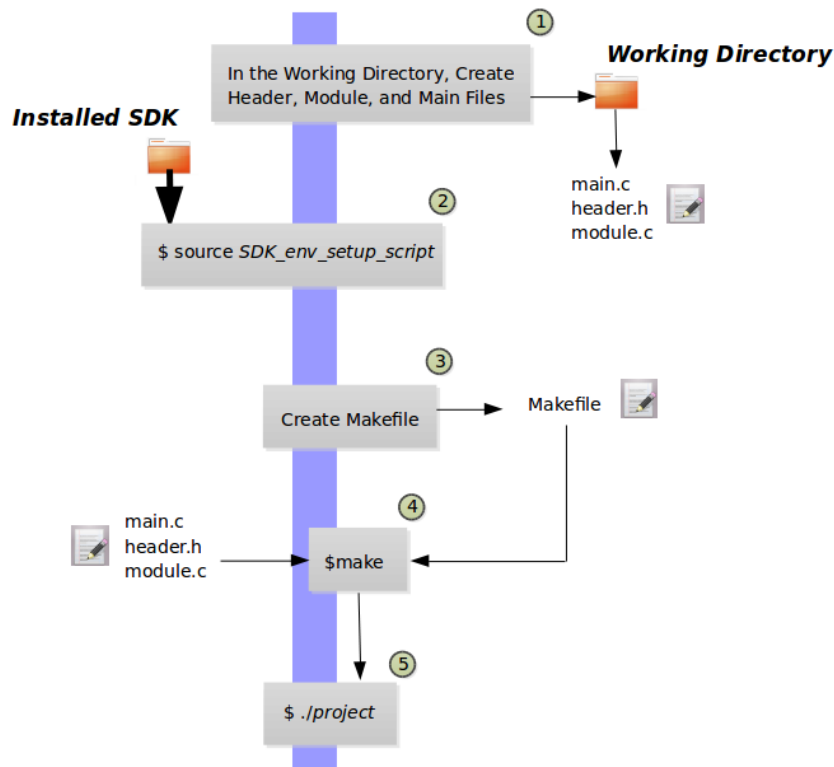 1
Working Directory
In the Working Directory, Create
Header, Module, and Main Files
Installed SDK
main.c
header.h
module.c
2
$ source SDK_env_setup_script
3
Create Makefile
Makefile
4
main.c
header.h
module.c
$make
5
$ ./project